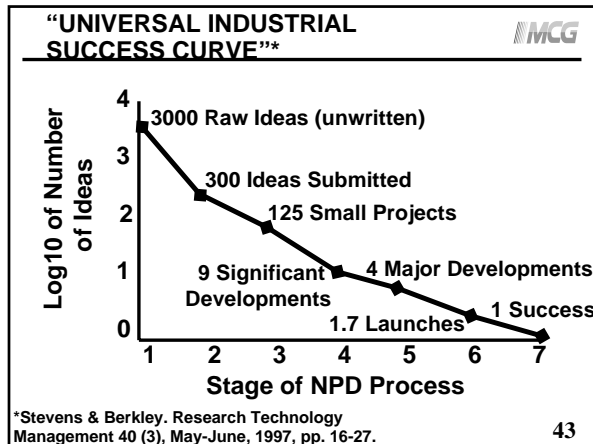 “UNIVERSAL INDUSTRIAL
SUCCESS CURVE”*
MCG
Log10 of Number
of Ideas
4
3
2
1
0
3000 Raw Ideas (unwritten)
300 Ideas Submitted
125 Small Projects
9 Significant
Developments
4 Major Developments
1.7 Launches
1 Success
1 2 3 4 5 6 7
Stage of NPD Process
*Stevens & Berkley. Research Technology
Management 40 (3), May-June, 1997, pp. 16-27.
43